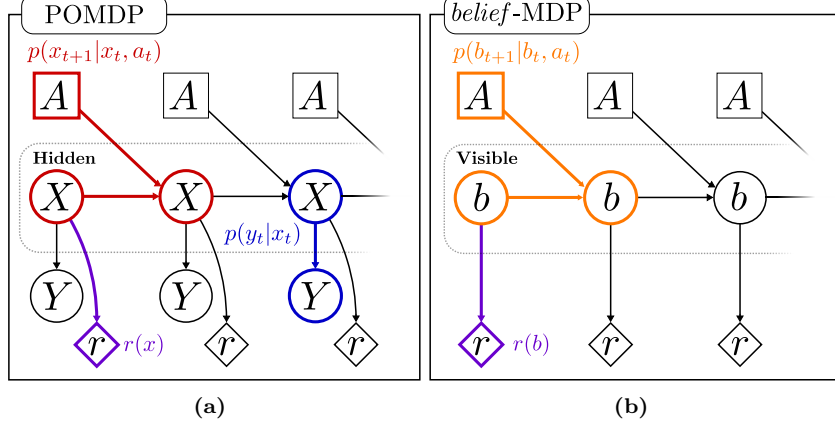 POMDP
p(x_{t+1}|x_t, a_t)
A A A
Hidden
X X X
p(y_t|x_t)
Y Y Y
r r(x) r r
(a)
belief-MDP
p(b_{t+1}|b_t, a_t)
A A A
Visible
b b b
r r(b) r r
(b)